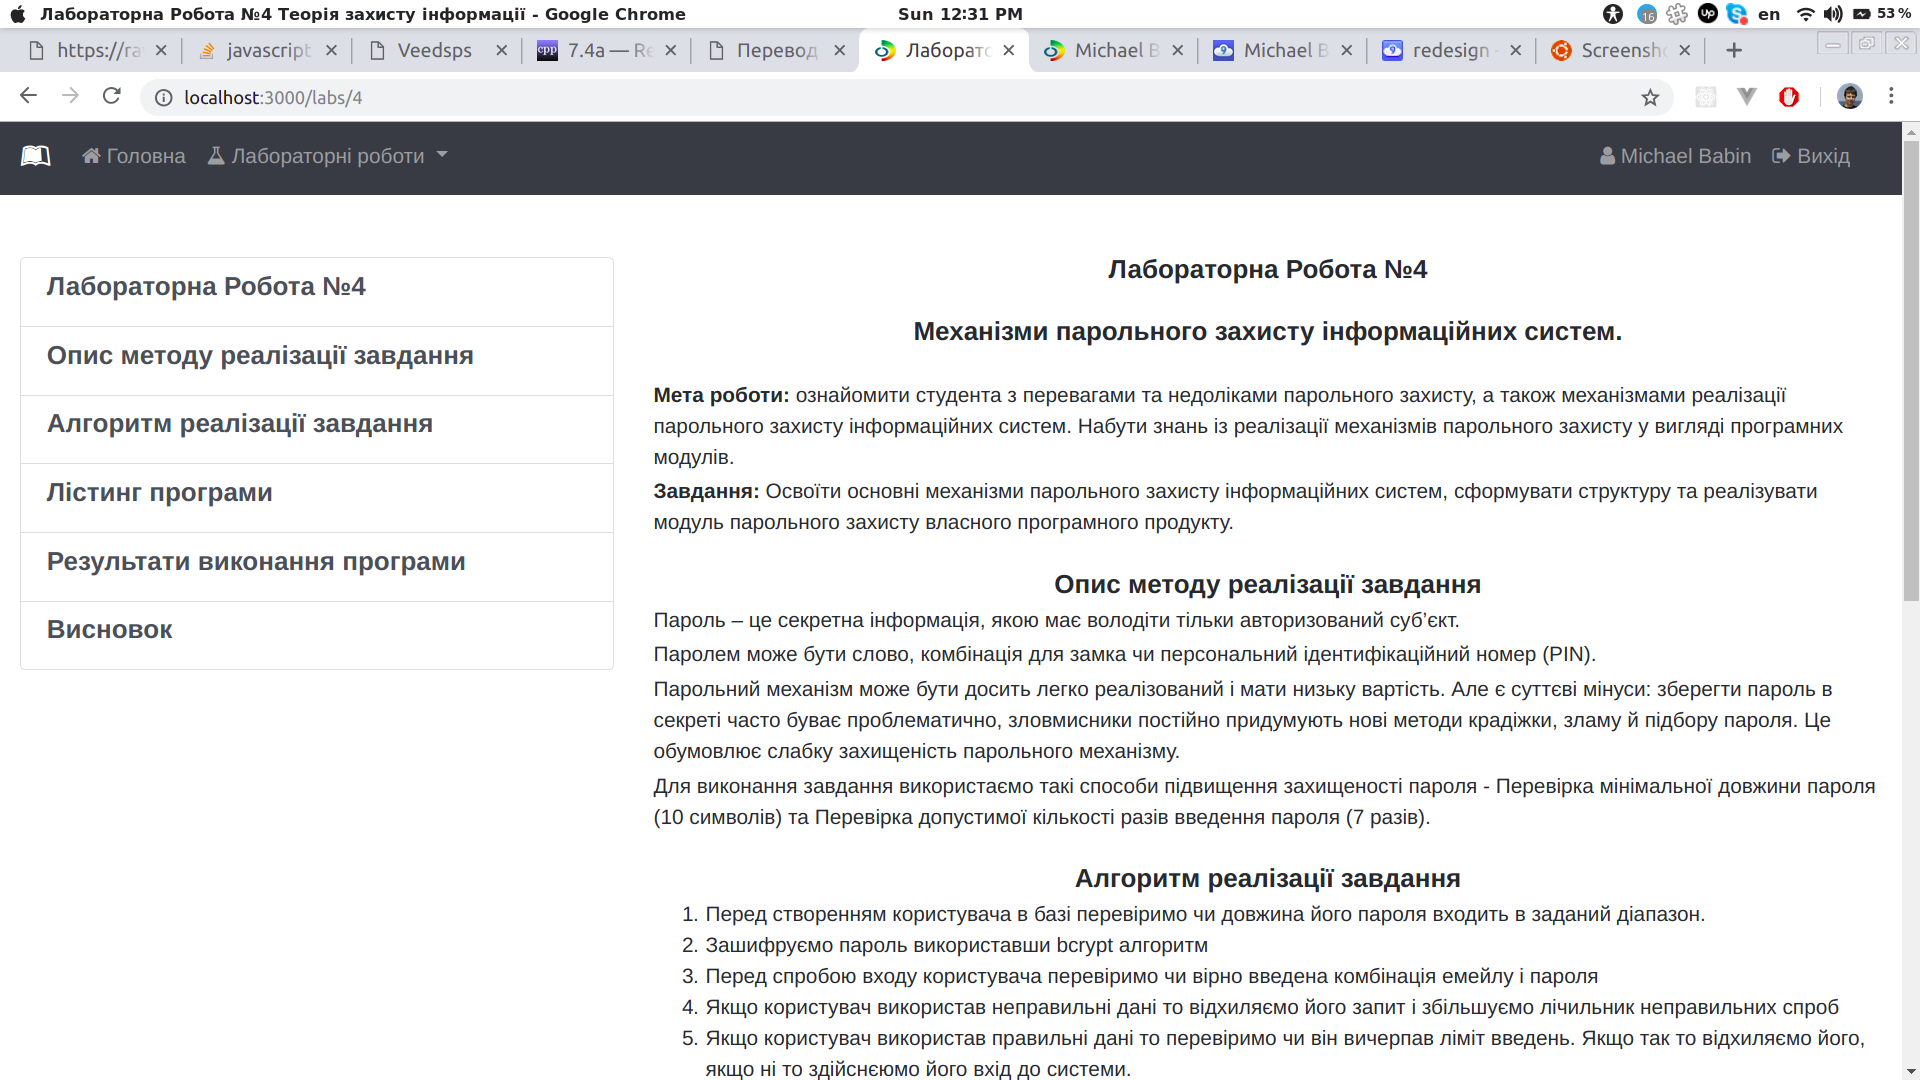 Лабораторна Робота №4 Теорія захисту інформації - Google Chrome
Sun 12:31 PM
16
up
en
53 %
https://ra
javascript
Veedsps
cpp
7.4a — Re
Перевод
Лаборато
Michael B
Michael B
redesign -
Screensho
localhost:3000/labs/4
Головна
Лабораторні роботи
Michael Babin
Вихід
Лабораторна Робота №4
Опис методу реалізації завдання
Алгоритм реалізації завдання
Лістинг програми
Результати виконання програми
Висновок
Лабораторна Робота №4
Механізми парольного захисту інформаційних систем.
Мета роботи: ознайомити студента з перевагами та недоліками парольного захисту, а також механізмами реалізації
парольного захисту інформаційних систем. Набути знань із реалізації механізмів парольного захисту у вигляді програмних
модулів.
Завдання: Освоїти основні механізми парольного захисту інформаційних систем, сформувати структуру та реалізувати
модуль парольного захисту власного програмного продукту.
Опис методу реалізації завдання
Пароль – це секретна інформація, якою має володіти тільки авторизований суб’єкт.
Паролем може бути слово, комбінація для замка чи персональний ідентифікаційний номер (PIN).
Парольний механізм може бути досить легко реалізований і мати низьку вартість. Але є суттєві мінуси: зберегти пароль в
секреті часто буває проблематично, зловмисники постійно придумують нові методи крадіжки, зламу й підбору пароля. Це
обумовлює слабку захищеність парольного механізму.
Для виконання завдання використаємо такі способи підвищення захищеності пароля - Перевірка мінімальної довжини пароля
(10 символів) та Перевірка допустимої кількості разів введення пароля (7 разів).
Алгоритм реалізації завдання
1. Перед створенням користувача в базі перевіримо чи довжина його пароля входить в заданий діапазон.
2. Зашифруємо пароль використавши bcrypt алгоритм
3. Перед спробою входу користувача перевіримо чи вірно введена комбінація емейлу і пароля
4. Якщо користувач використав неправильні дані то відхиляємо його запит і збільшуємо лічильник неправильних спроб
5. Якщо користувач використав правильні дані то перевіримо чи він вичерпав ліміт введень. Якщо так то відхиляємо його,
якщо ні то здійснєюмо його вхід до системи.